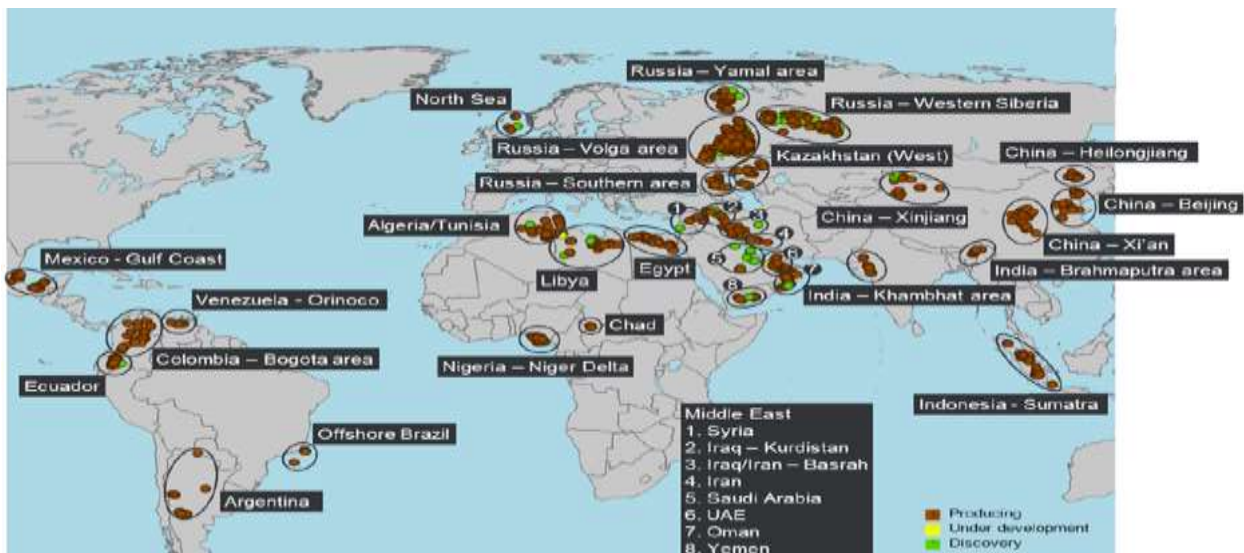 Russia – Yamal area
North Sea
Russia – Western Siberia
Russia – Volga area
Kazakhstan (West)
China – Heilongjiang
Russia – Southern area
China – Xinjiang
China – Beijing
Algeria/Tunisia
1
2
3
4
5
6
7
8
China – Xi'an
Mexico - Gulf Coast
Libya
Egypt
India – Brahmaputra area
Venezuela - Orinoco
India – Khambhat area
Chad
Colombia – Bogota area
Nigeria – Niger Delta
Ecuador
Indonesia - Sumatra
Offshore Brazil
Argentina
Middle East
1. Syria
2. Iraq – Kurdistan
3. Iraq/Iran – Basrah
4. Iran
5. Saudi Arabia
6. UAE
7. Oman
8. Yemen
Producing
Under development
Discovery